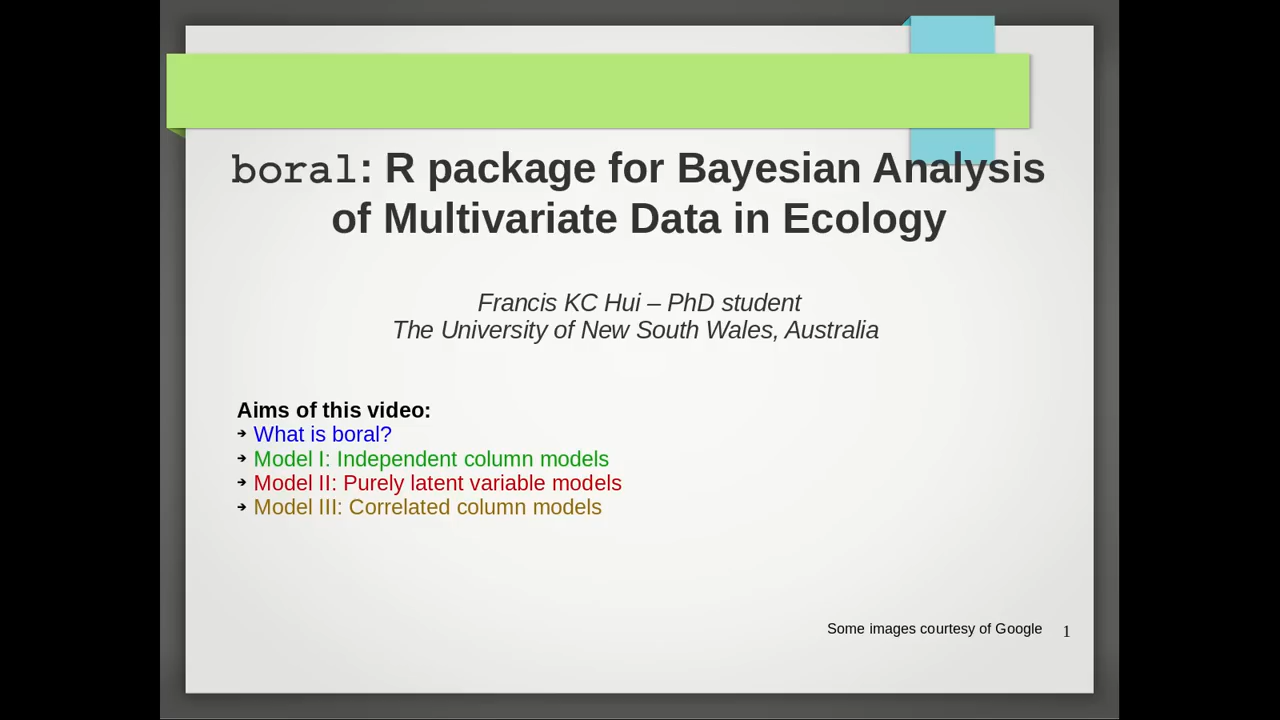 boral: R package for Bayesian Analysis
of Multivariate Data in Ecology
Francis KC Hui – PhD student
The University of New South Wales, Australia
Aims of this video:
➔ What is boral?
➔ Model I: Independent column models
➔ Model II: Purely latent variable models
➔ Model III: Correlated column models
Some images courtesy of Google 1